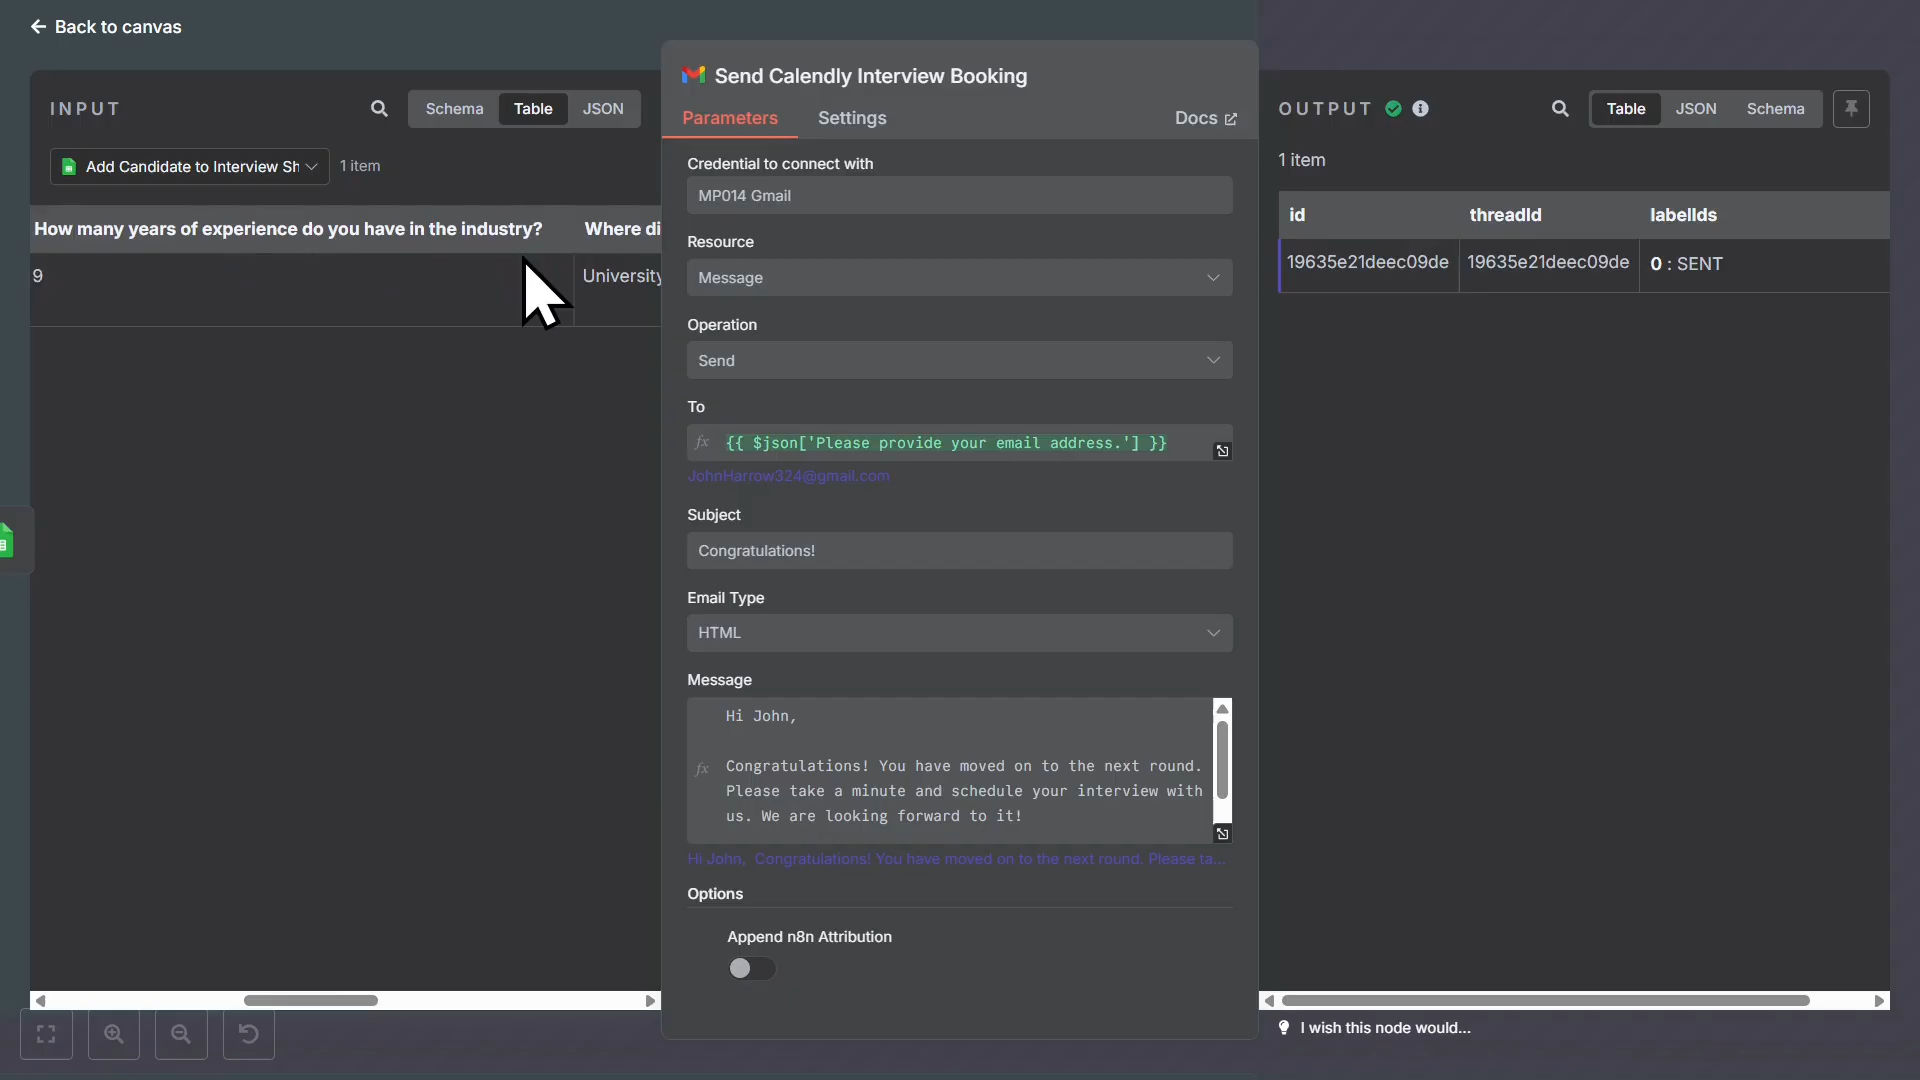 Back to canvas
INPUT
Schema
Table
JSON
Add Candidate to Interview Sh
1 item
How many years of experience do you have in the industry?
Where di
9
University
Send Calendly Interview Booking
Parameters
Settings
Docs
Credential to connect with
MP014 Gmail
Resource
Message
Operation
Send
To
fx
{{ $json['Please provide your email address.'] }}
JohnHarrow324@gmail.com
Subject
Congratulations!
Email Type
HTML
Message
Hi John,
fx
Congratulations! You have moved on to the next round.
Please take a minute and schedule your interview with
us. We are looking forward to it!
Hi John, Congratulations! You have moved on to the next round. Please ta...
Options
Append n8n Attribution
OUTPUT
Table
JSON
Schema
1 item
id
threadId
labelIds
19635e21deec09de
19635e21deec09de
0 : SENT
I wish this node would...